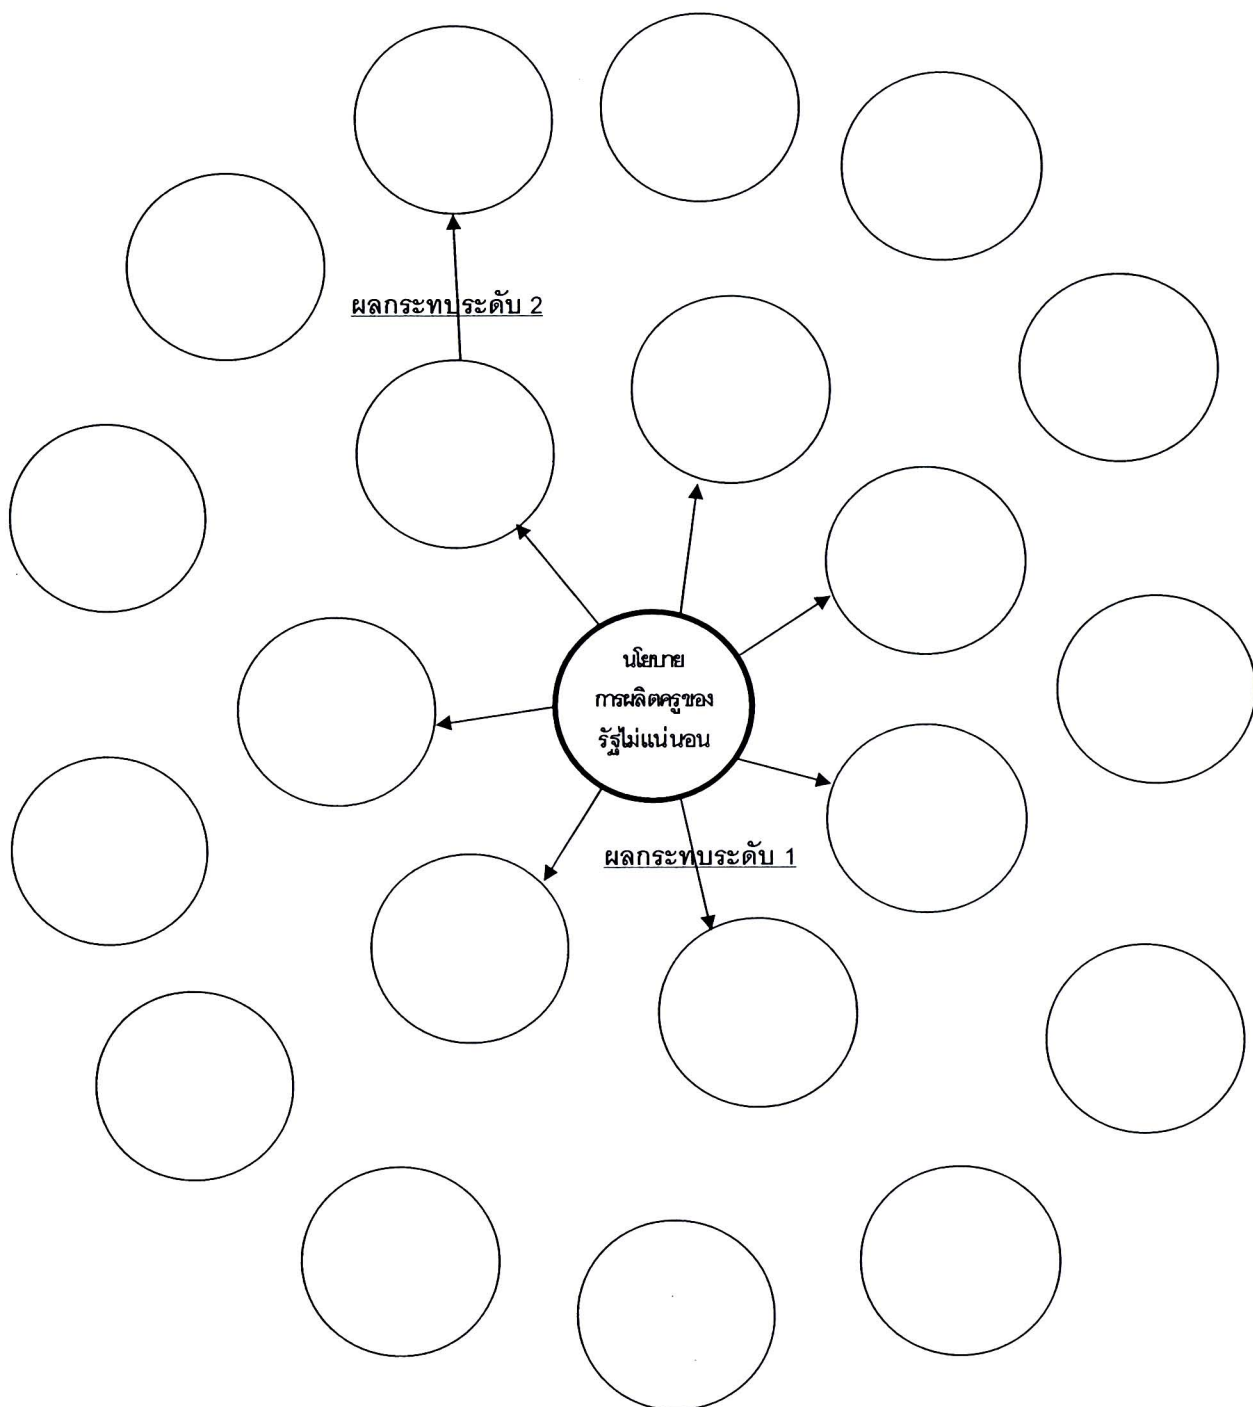 ผลกระทบระดับ 2
นโยบาย
การผลิตครูของ
รัฐไม่แน่นอน
ผลกระทบระดับ 1